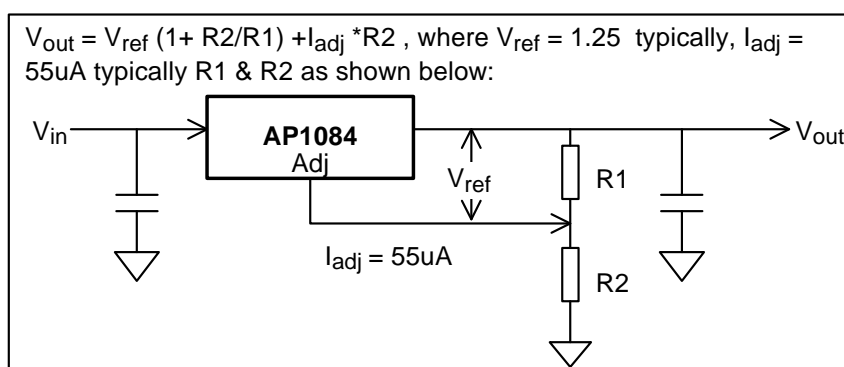 Vout = Vref (1+ R2/R1) +Iadj *R2 , where Vref = 1.25 typically, Iadj =
55uA typically R1 & R2 as shown below:
Vin
AP1084
Adj
Vout
Vref
R1
Iadj = 55uA
R2